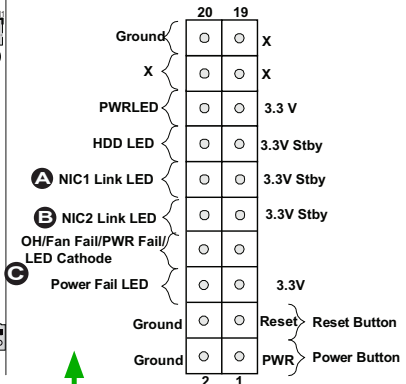 20 19
Ground X
X X
PWRLED 3.3 V
HDD LED 3.3V Stby
A NIC1 Link LED 3.3V Stby
B NIC2 Link LED 3.3V Stby
OH/Fan Fail/PWR Fail/
LED Cathode
C
Power Fail LED 3.3V
Ground Reset Reset Button
Ground PWR Power Button
2 1